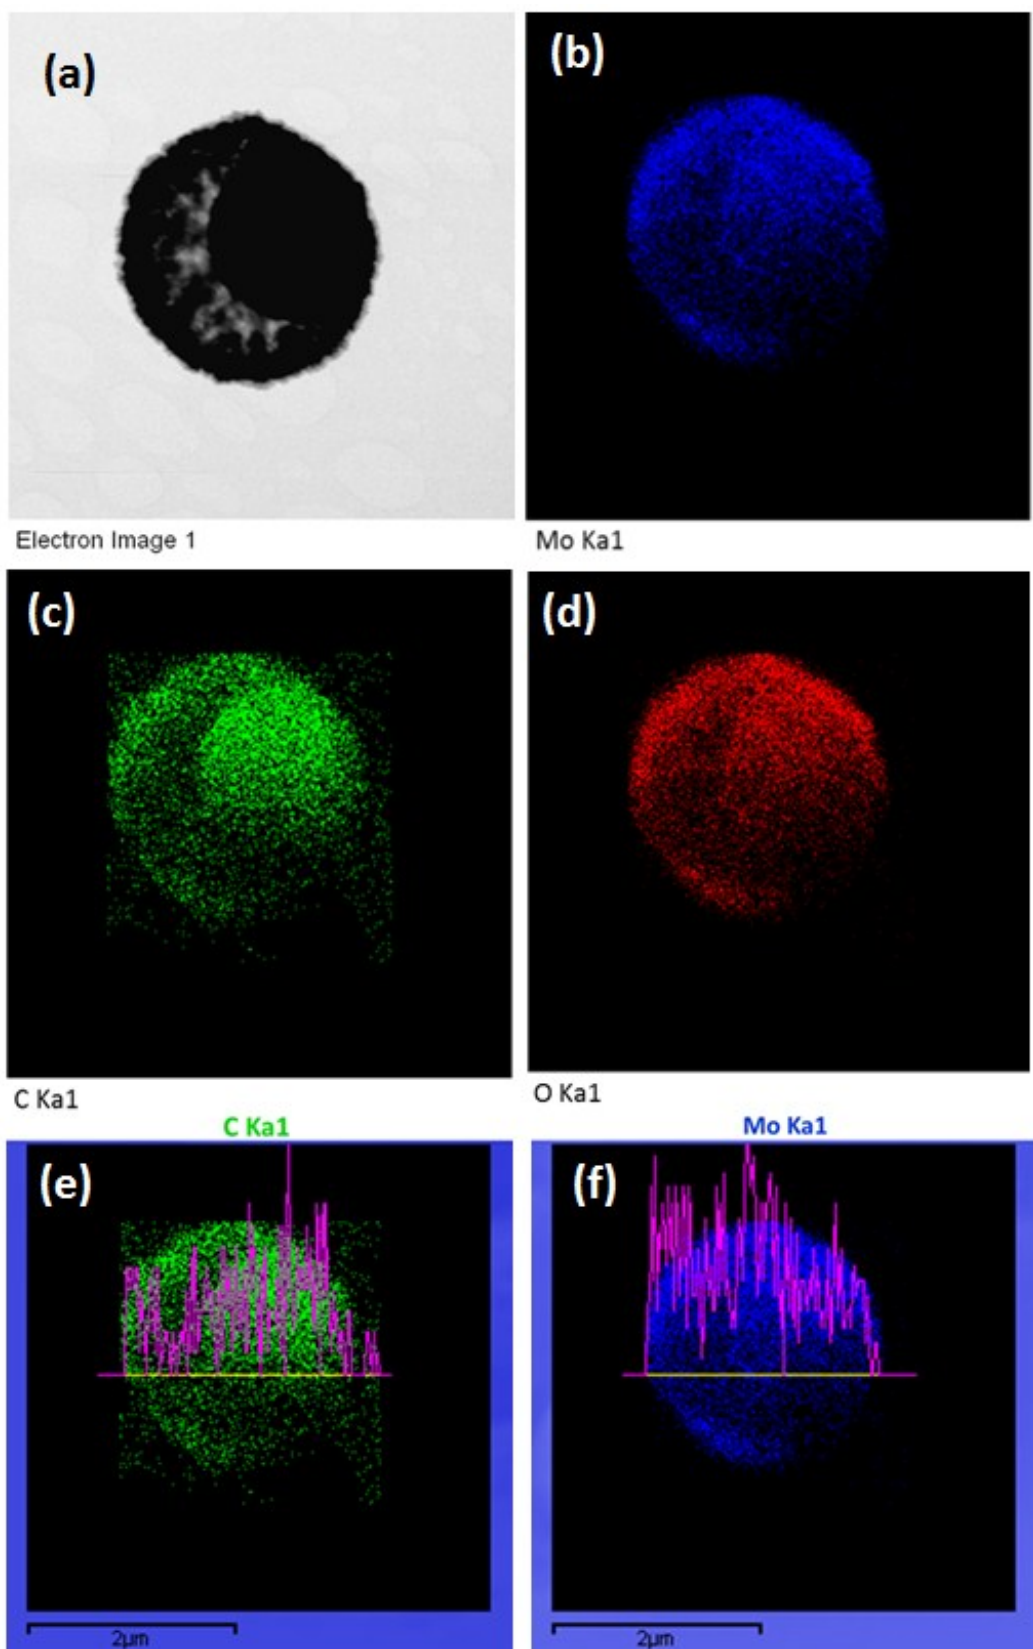 (a)
(b)
Electron Image 1
Mo Ka1
(c)
(d)
C Ka1
O Ka1
C Ka1
Mo Ka1
(e)
(f)
2µm
2µm